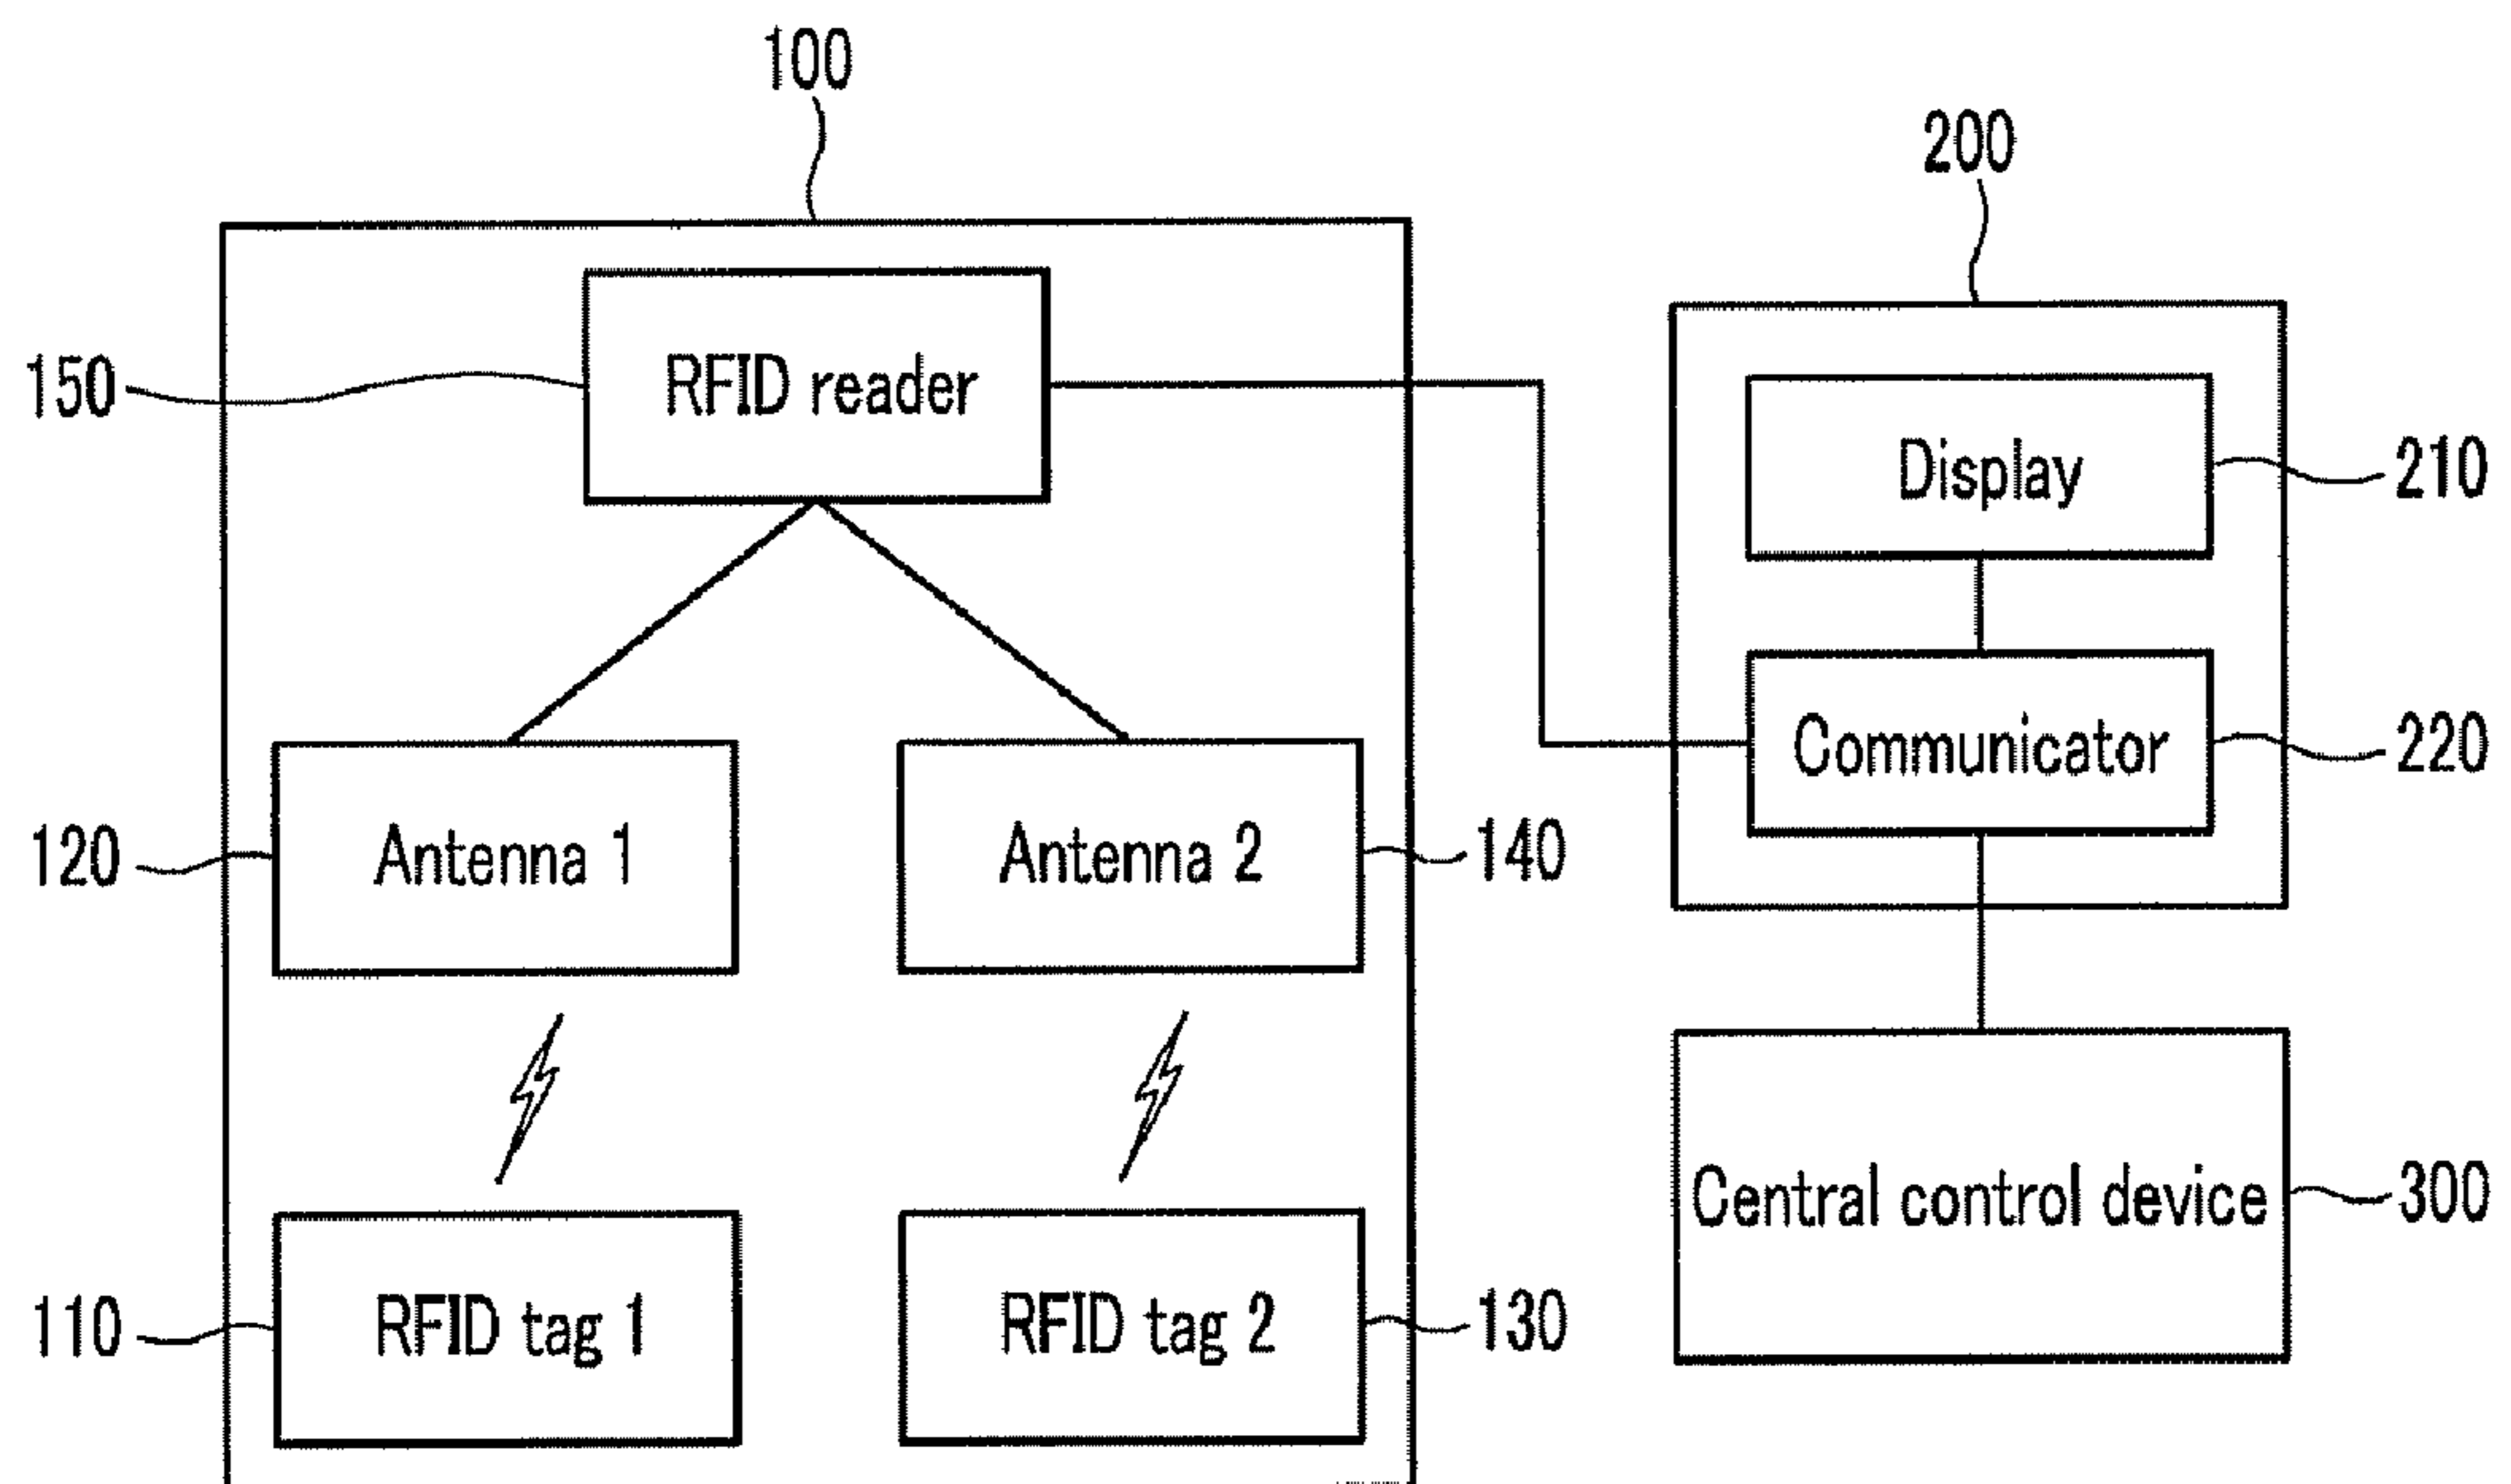 100
200
150
RFID reader
Display
210
Communicator
220
120
Antenna 1
Antenna 2
140
Central control device
300
110
RFID tag 1
RFID tag 2
130